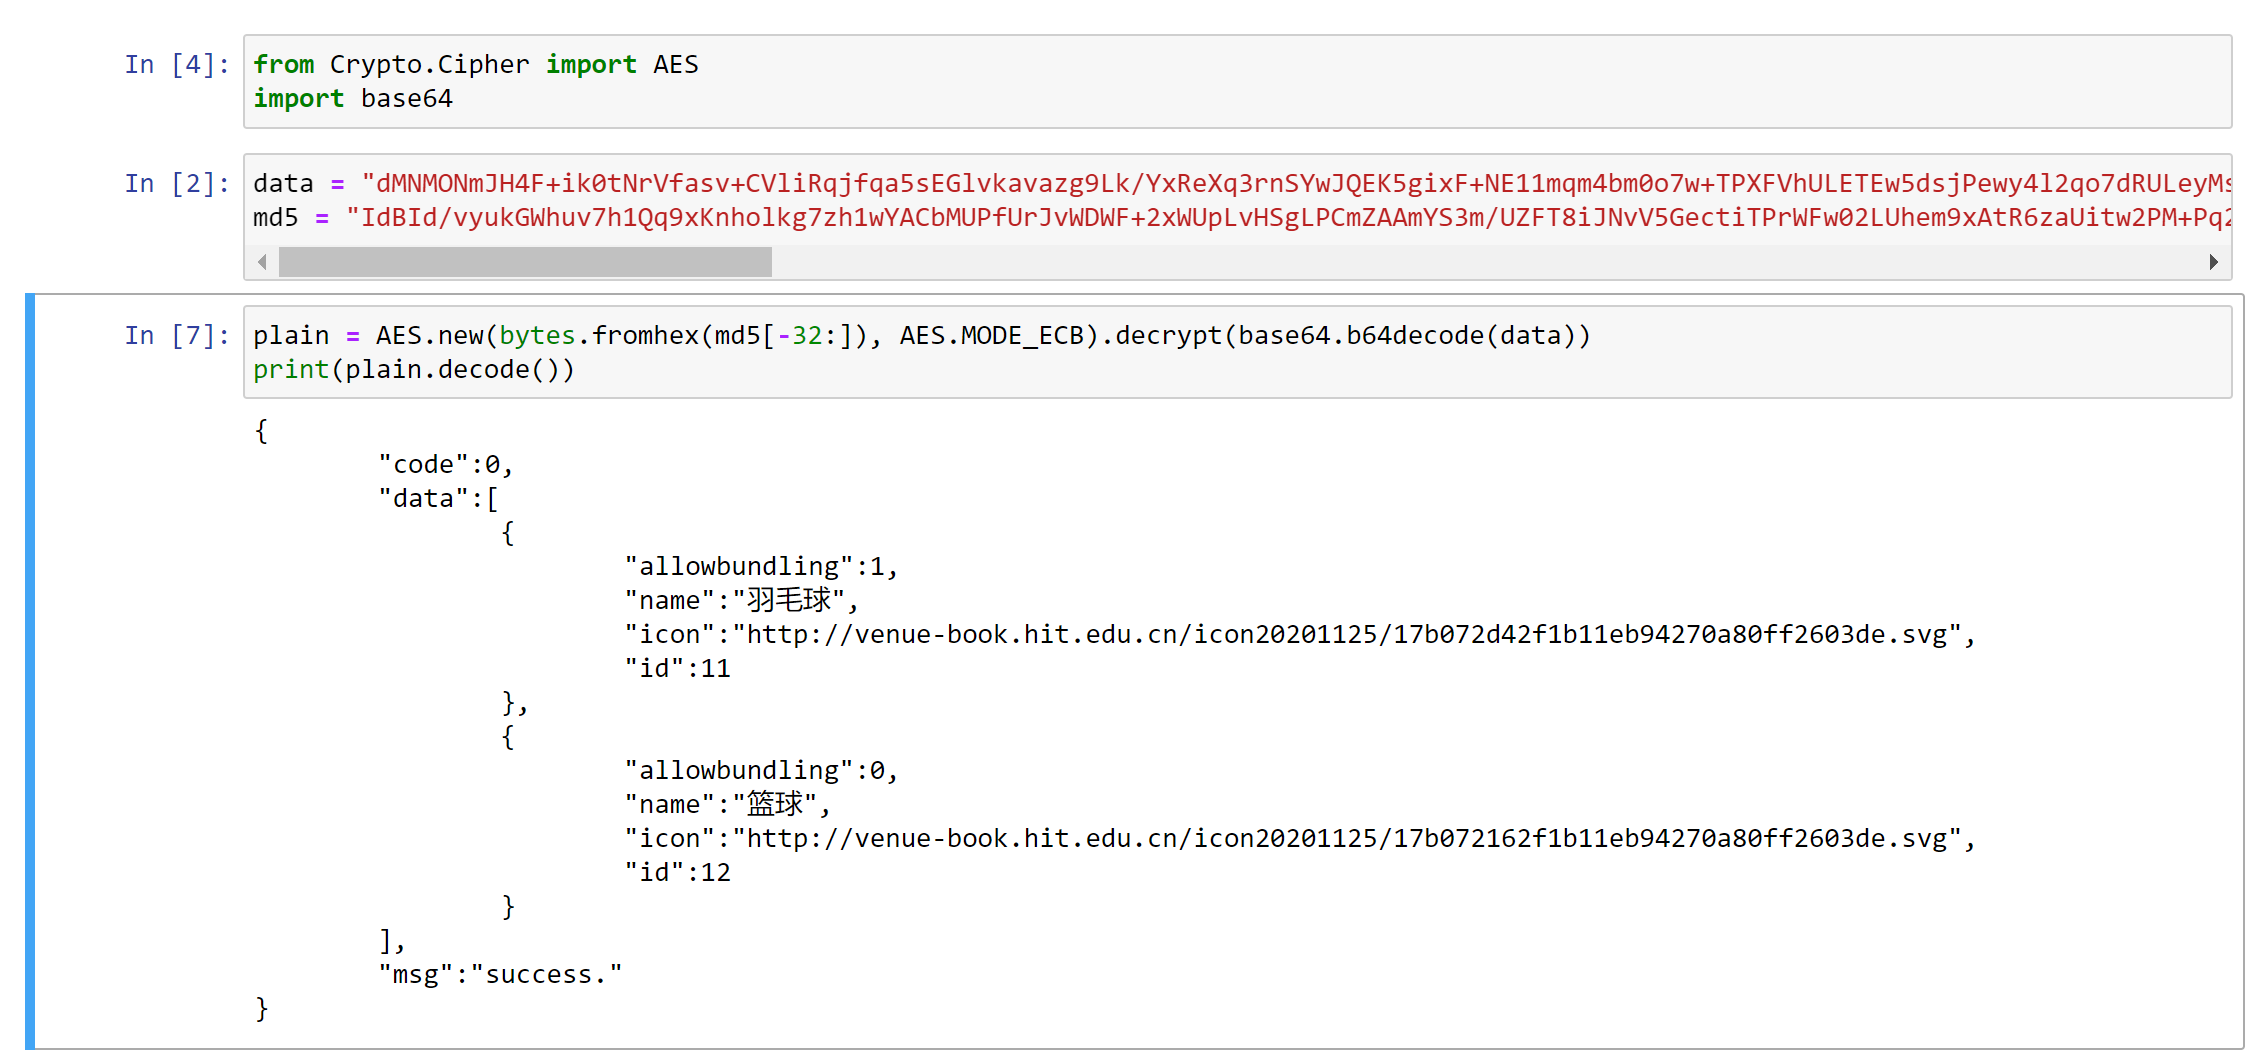 In [4]: from Crypto.Cipher import AES
import base64
In [2]: data = "dMNMONmJH4F+ik0tNrVfasv+CVliRqjfqa5sEGlvkavazg9Lk/YxReXq3rnSYwJQEK5gixF+NE11mqm4bm0o7w+TPXFVhULETEw5dsjPewy4l2qo7dRULeyMs
md5 = "IdBId/vyukGWhuv7h1Qq9xKnholkg7zh1wYACbMUPfUrJvWDWF+2xWUpLvHSgLPCmZAAmYS3m/UZFT8iJNvV5GectiTPrWFw02LUhem9xAtR6zaUitw2PM+Pq2
In [7]: plain = AES.new(bytes.fromhex(md5[-32:]), AES.MODE_ECB).decrypt(base64.b64decode(data))
print(plain.decode())
{
"code":0,
"data":[
{
"allowbundling":1,
"name":"羽毛球",
"icon":"http://venue-book.hit.edu.cn/icon20201125/17b072d42f1b11eb94270a80ff2603de.svg",
"id":11
},
{
"allowbundling":0,
"name":"篮球",
"icon":"http://venue-book.hit.edu.cn/icon20201125/17b072162f1b11eb94270a80ff2603de.svg",
"id":12
}
],
"msg":"success."
}